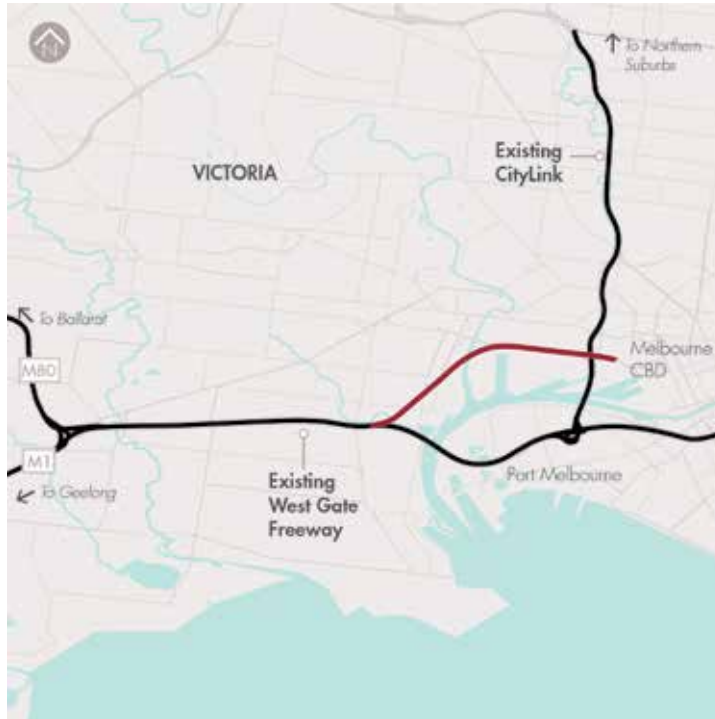 To Northern
Suburbs
Existing
CityLink
VICTORIA
To Ballarat
M80
Melbourne
CBD
M1
To Geelong
Existing
West Gate
Freeway
Port Melbourne